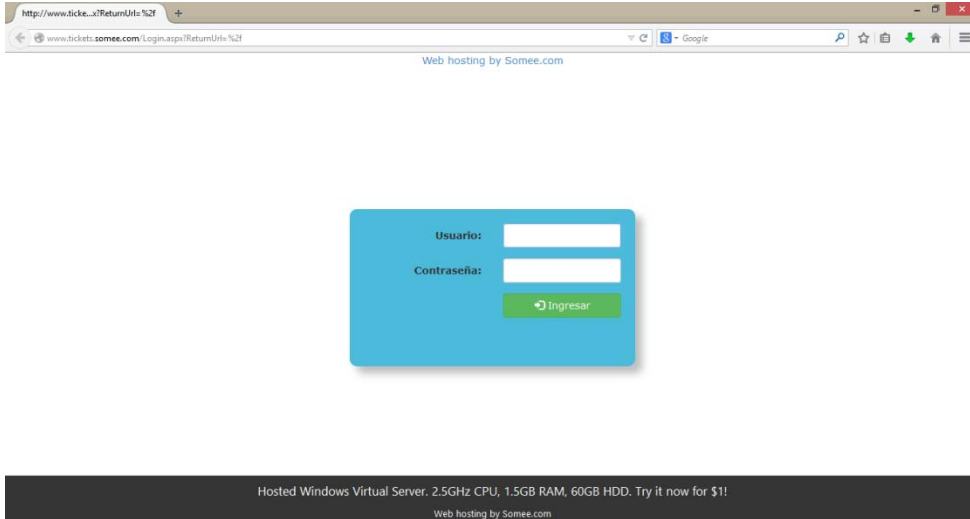 http://www.ticke...x?ReturnUrl=%2f
www.tickets.somee.com/Login.aspx?ReturnUrl=%2f
8 Google
Web hosting by Somee.com
Usuario:
Contraseña:
Ingresar
Hosted Windows Virtual Server. 2.5GHz CPU, 1.5GB RAM, 60GB HDD. Try it now for $1!
Web hosting by Somee.com